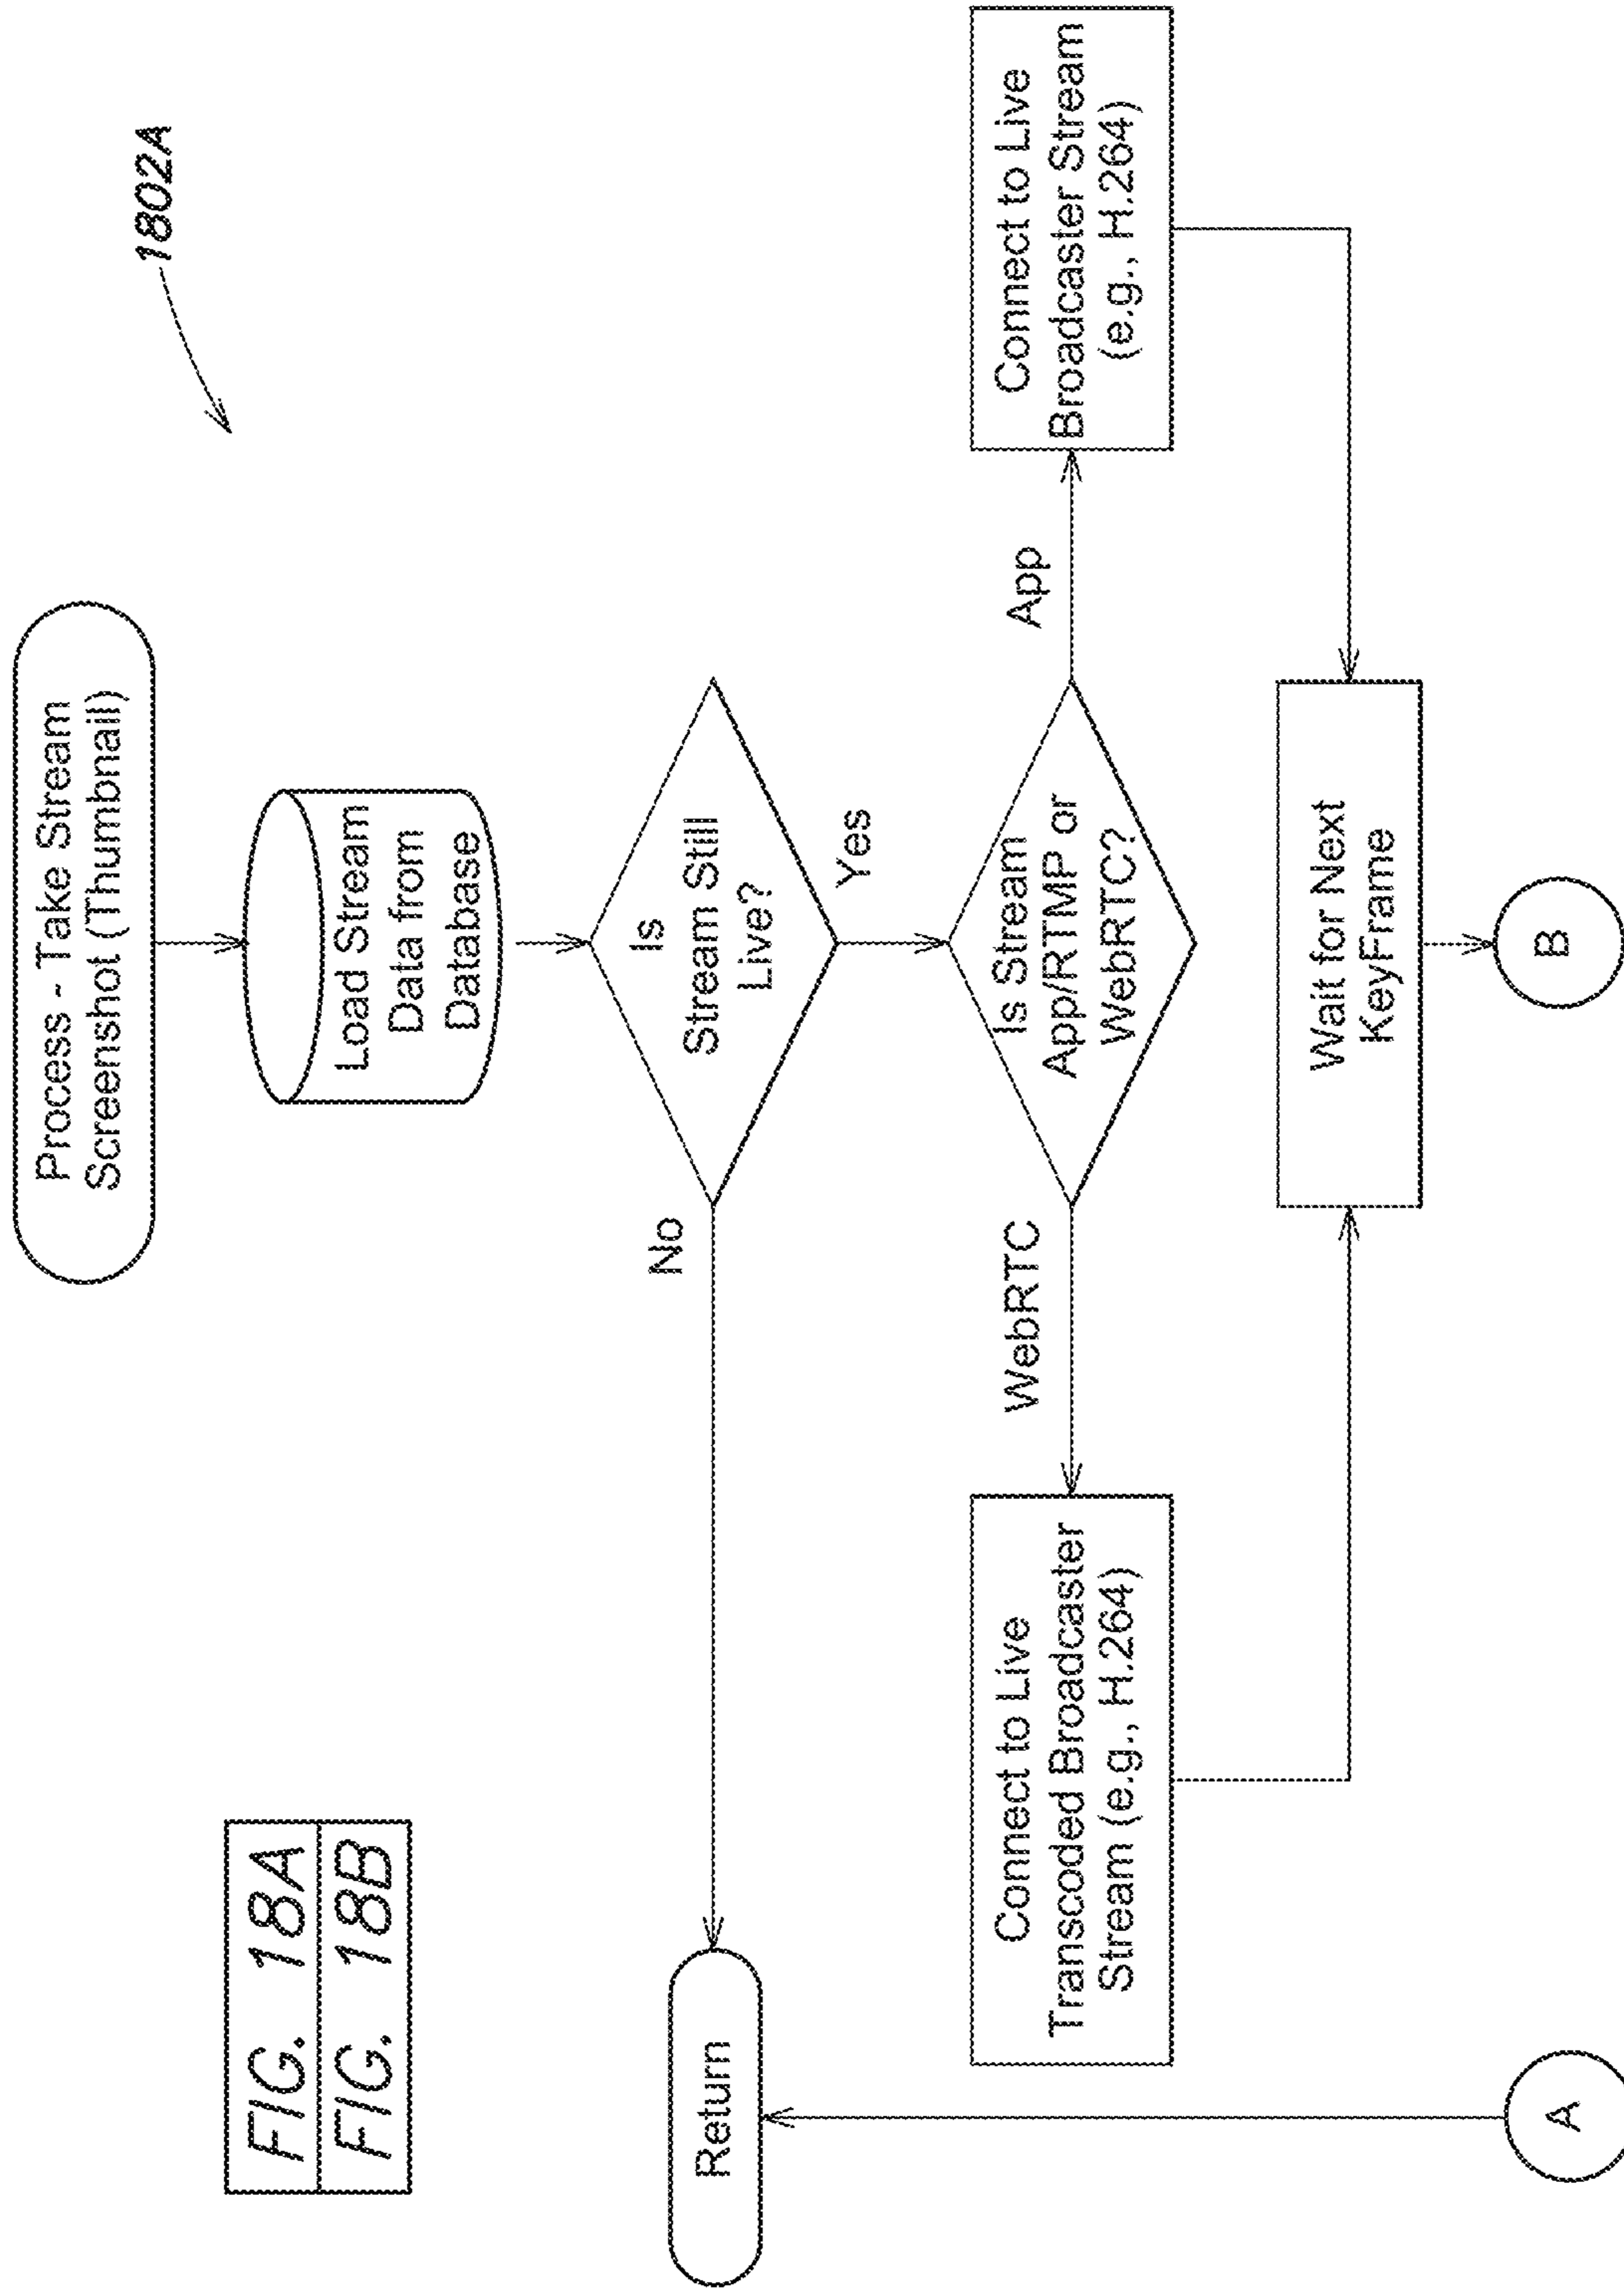 FIG. 18A
FIG. 18B
1802A
Process - Take Stream
Screenshot (Thumbnail)
Load Stream
Data from
Database
Is
Stream Still
Live?
No
Yes
Return
Is Stream
App/RTMP or
WebRTC?
WebRTC
App
Connect to Live
Transcoded Broadcaster
Stream (e.g., H.264)
Connect to Live
Broadcaster Stream
(e.g., H.264)
Wait for Next
KeyFrame
A
B